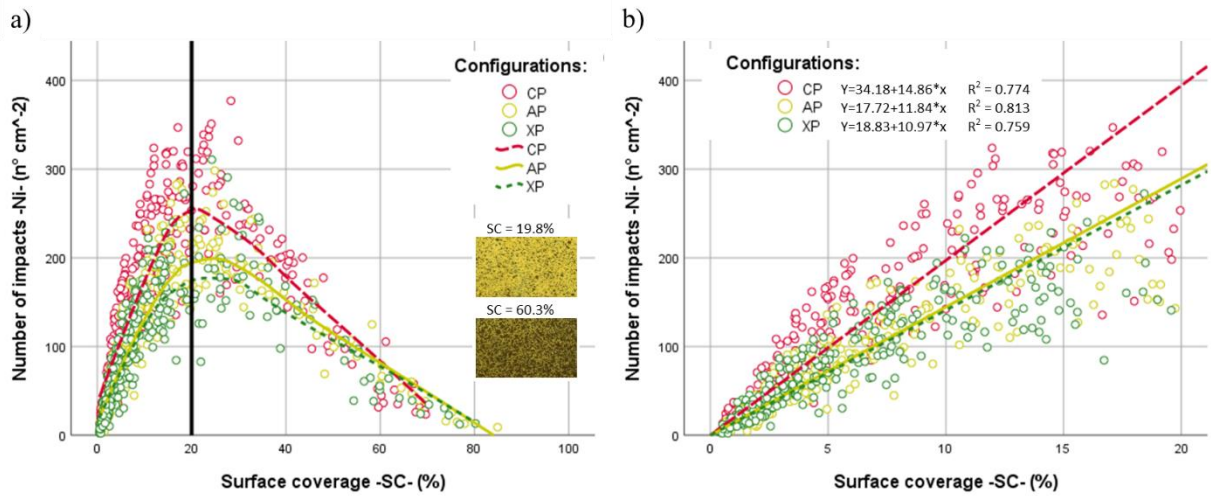 a)
Number of impacts -Ni- (n° cm^-2)
400
300
200
100
0
0 20 40 60 80 100
Surface coverage -SC- (%)
Configurations:
CP
AP
XP
CP
AP
XP
SC = 19.8%
SC = 60.3%
b)
Number of impacts -Ni- (n° cm^-2)
400
300
200
100
0
0 5 10 15 20
Surface coverage -SC- (%)
Configurations:
CP Y=34.18+14.86*x R² = 0.774
AP Y=17.72+11.84*x R² = 0.813
XP Y=18.83+10.97*x R² = 0.759